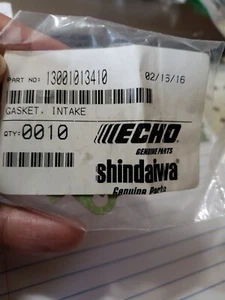 PART NO: 13001013410 02/16/16
GASKET, INTAKE
QTY: 0010
ECHO
GENUINE PARTS
shindaiwa
Genuine Parts